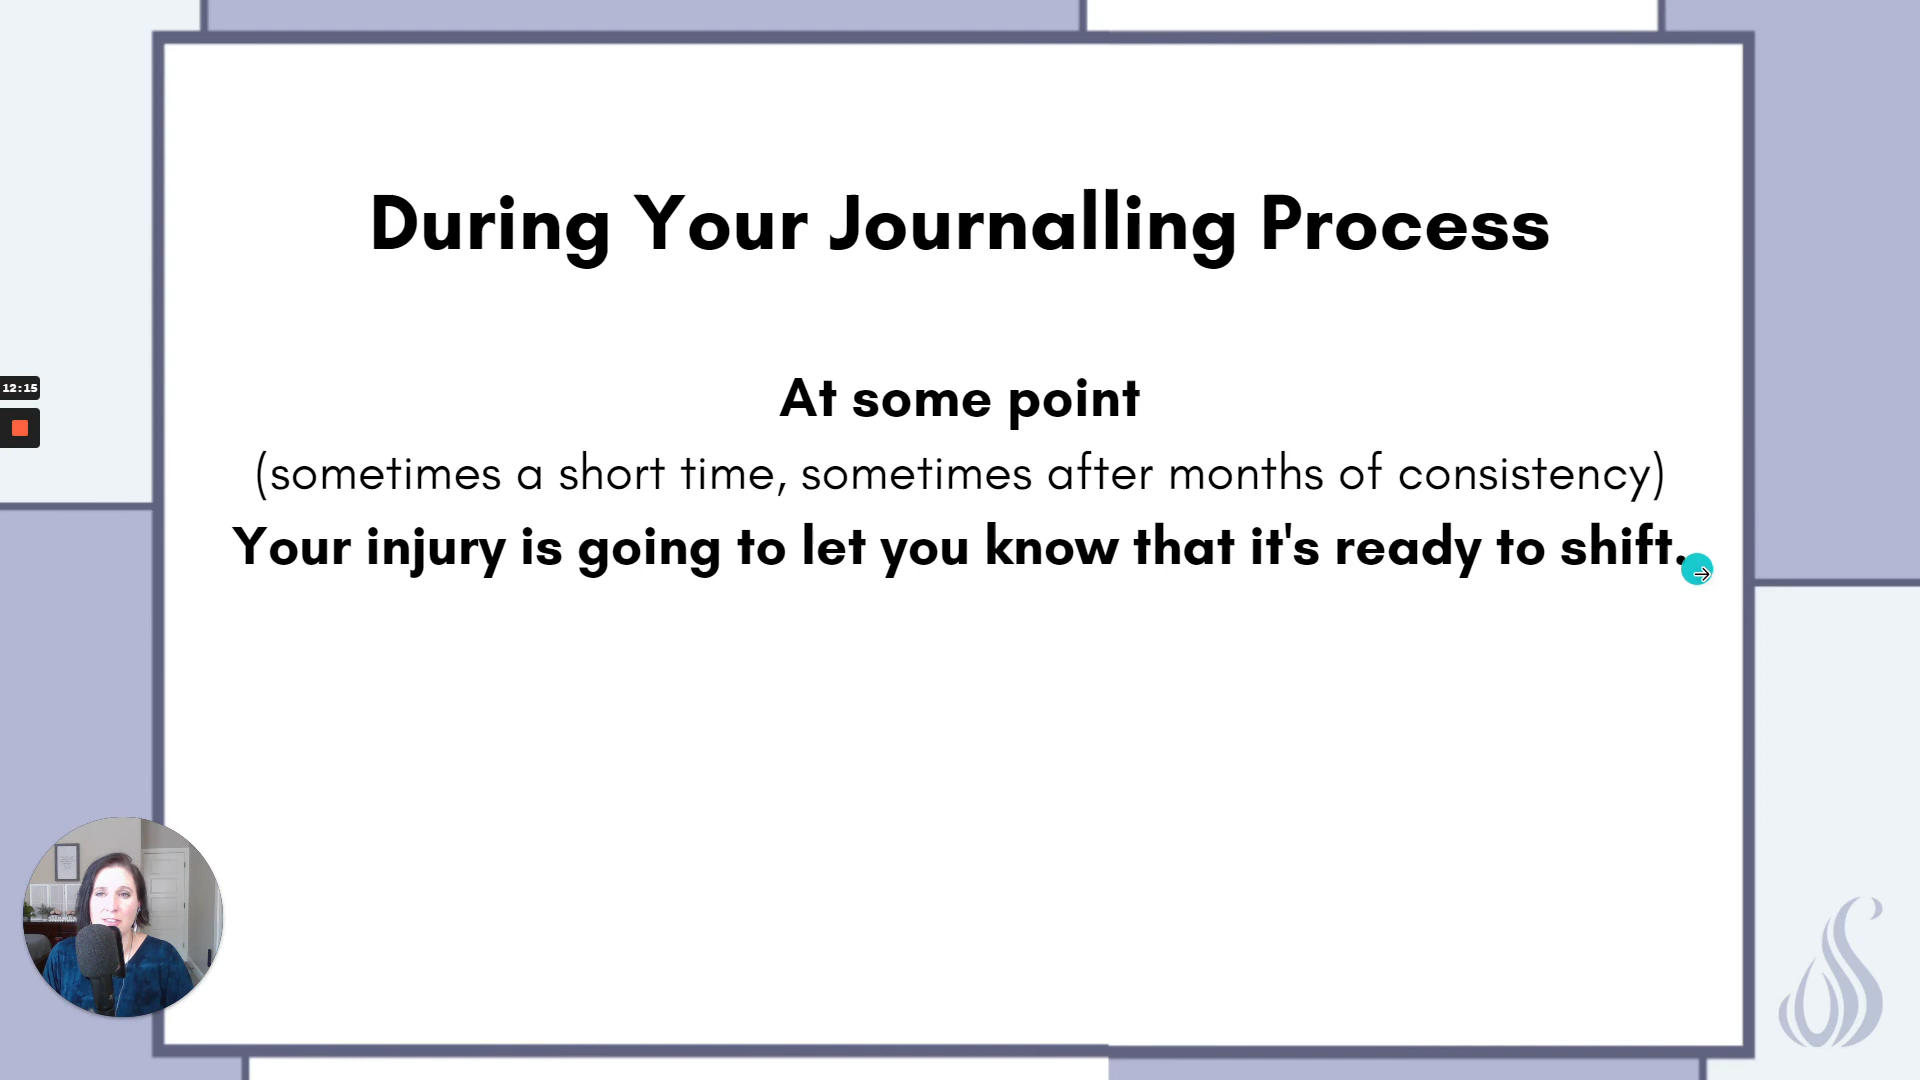 During Your Journalling Process
At some point
(sometimes a short time, sometimes after months of consistency)
Your injury is going to let you know that it's ready to shift.
12:15